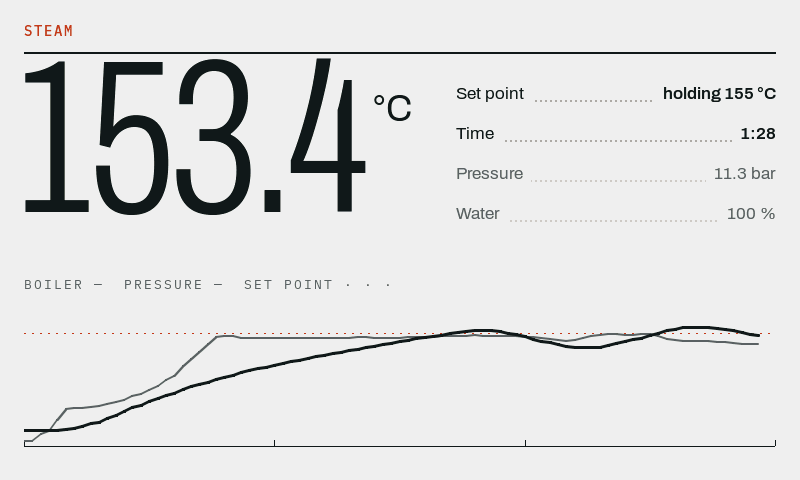 STEAM
153.4 °C
Set point holding 155 °C
Time 1:28
Pressure 11.3 bar
Water 100 %
BOILER — PRESSURE — SET POINT · · ·